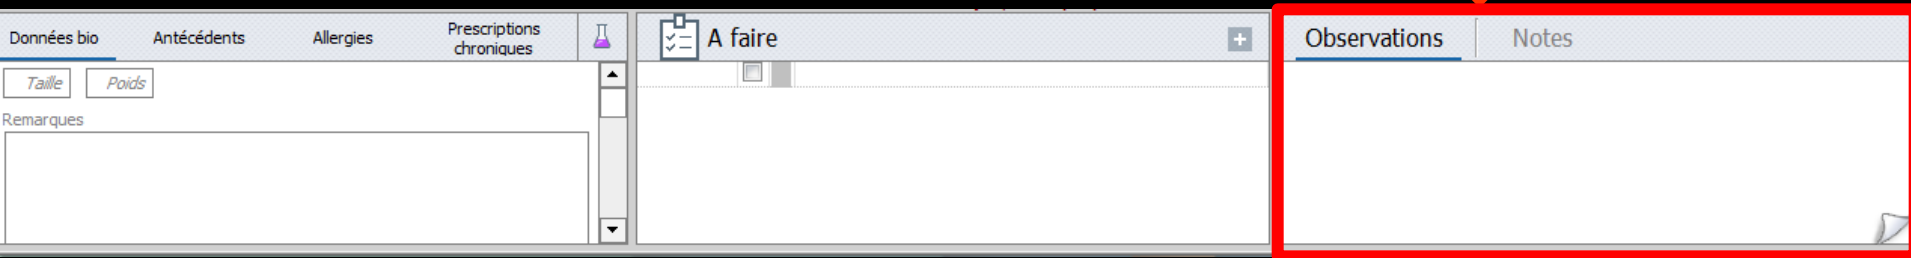 Données bio
Antécédents
Allergies
Prescriptions
chroniques
A faire
Observations
Notes
Taille
Poids
Remarques